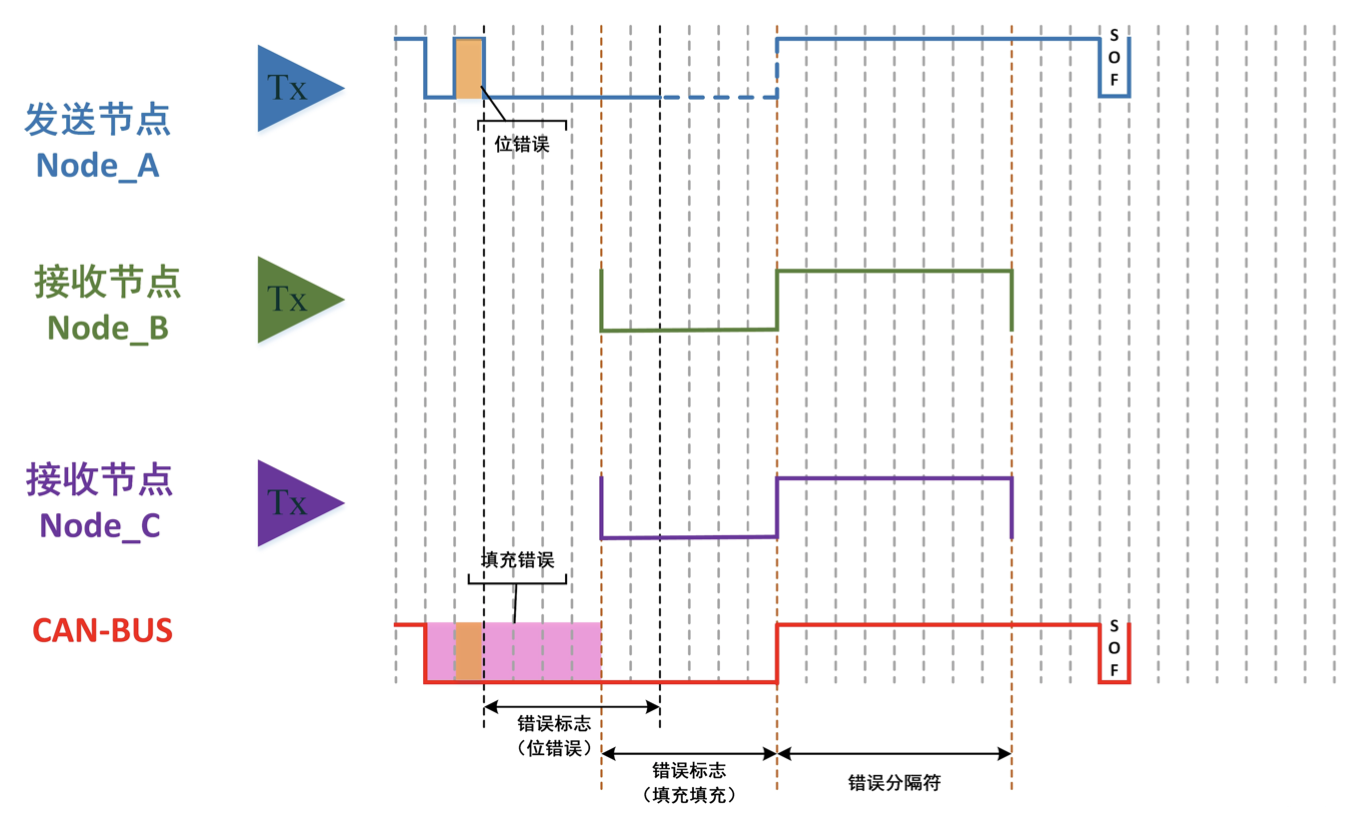 Tx
发送节点
Node_A
位错误
S
O
F
Tx
接收节点
Node_B
Tx
接收节点
Node_C
填充错误
CAN-BUS
S
O
F
错误标志
（位错误）
错误标志
（填充填充）
错误分隔符